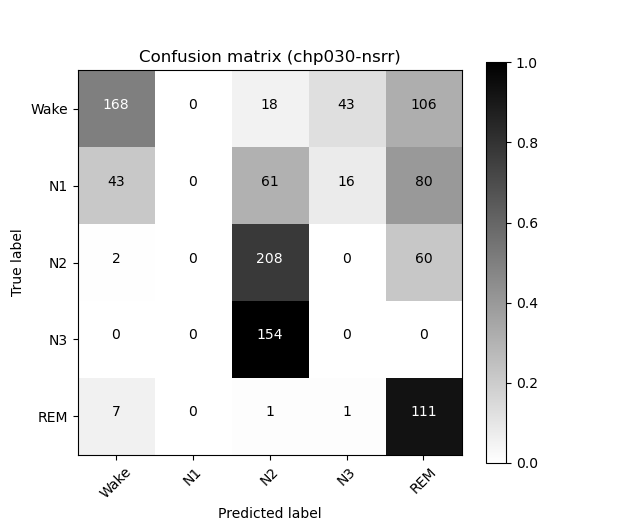 Confusion matrix (chp030-nsrr)
1.0
Wake 168 0 18 43 106
0.8
N1 43 0 61 16 80
0.6
N2 2 0 208 0 60
0.4
N3 0 0 154 0 0
0.2
REM 7 0 1 1 111
0.0
Wake N1 N2 N3 REM
Predicted label
True label